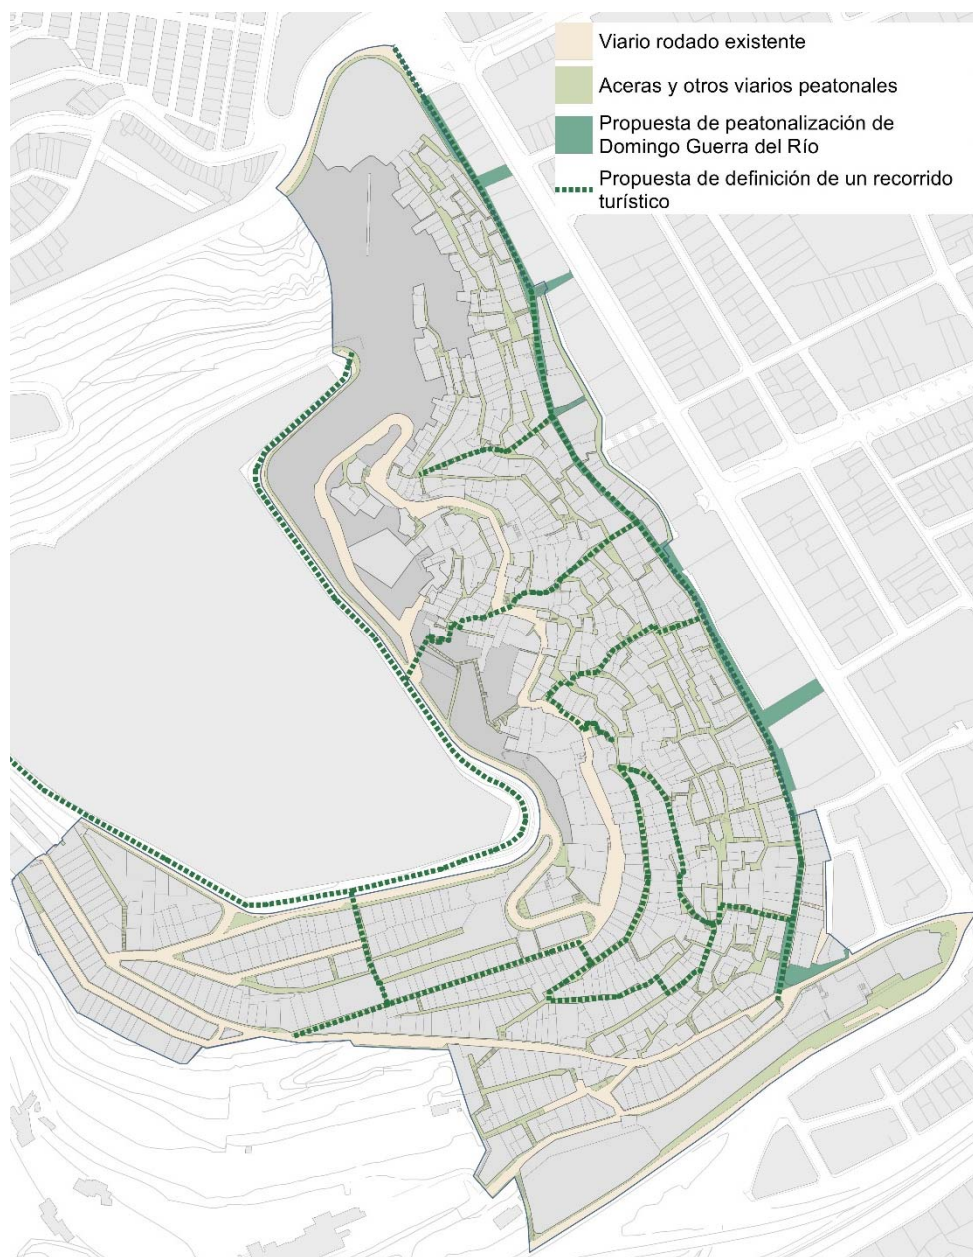 Viario rodado existente
Aceras y otros viarios peatonales
Propuesta de peatonalización de
Domingo Guerra del Río
Propuesta de definición de un recorrido
turístico